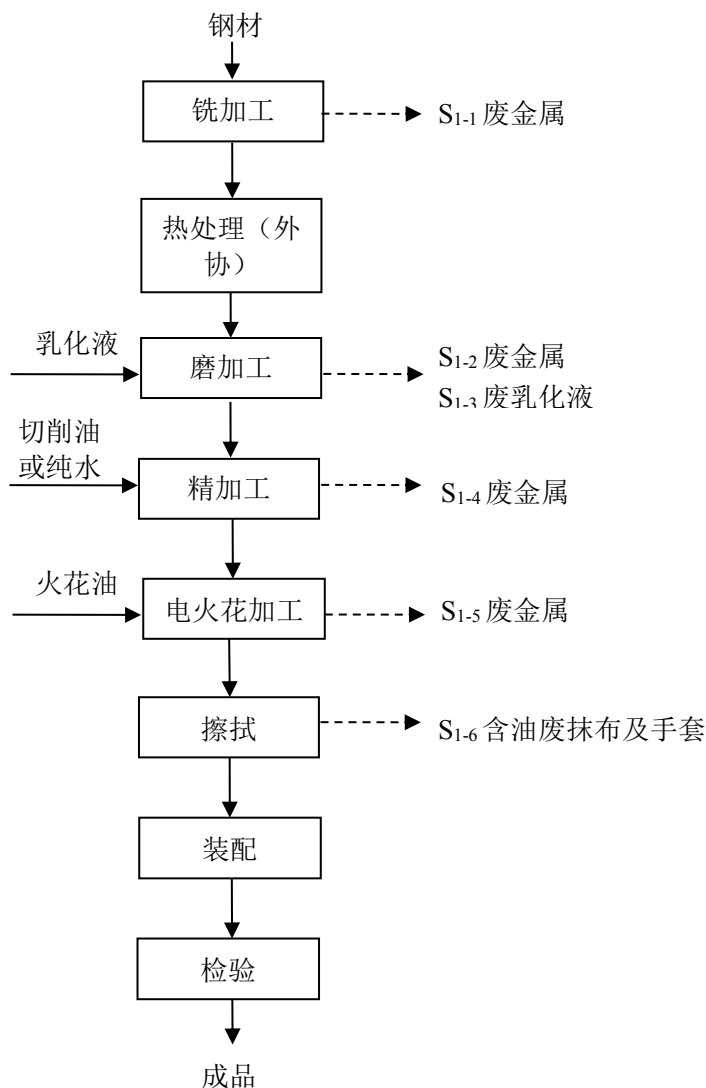 钢材
铣加工
S1-1 废金属
热处理（外
协）
乳化液
磨加工
S1-2 废金属
S1-3 废乳化液
切削油
或纯水
精加工
S1-4 废金属
火花油
电火花加工
S1-5 废金属
擦拭
S1-6 含油废抹布及手套
装配
检验
成品